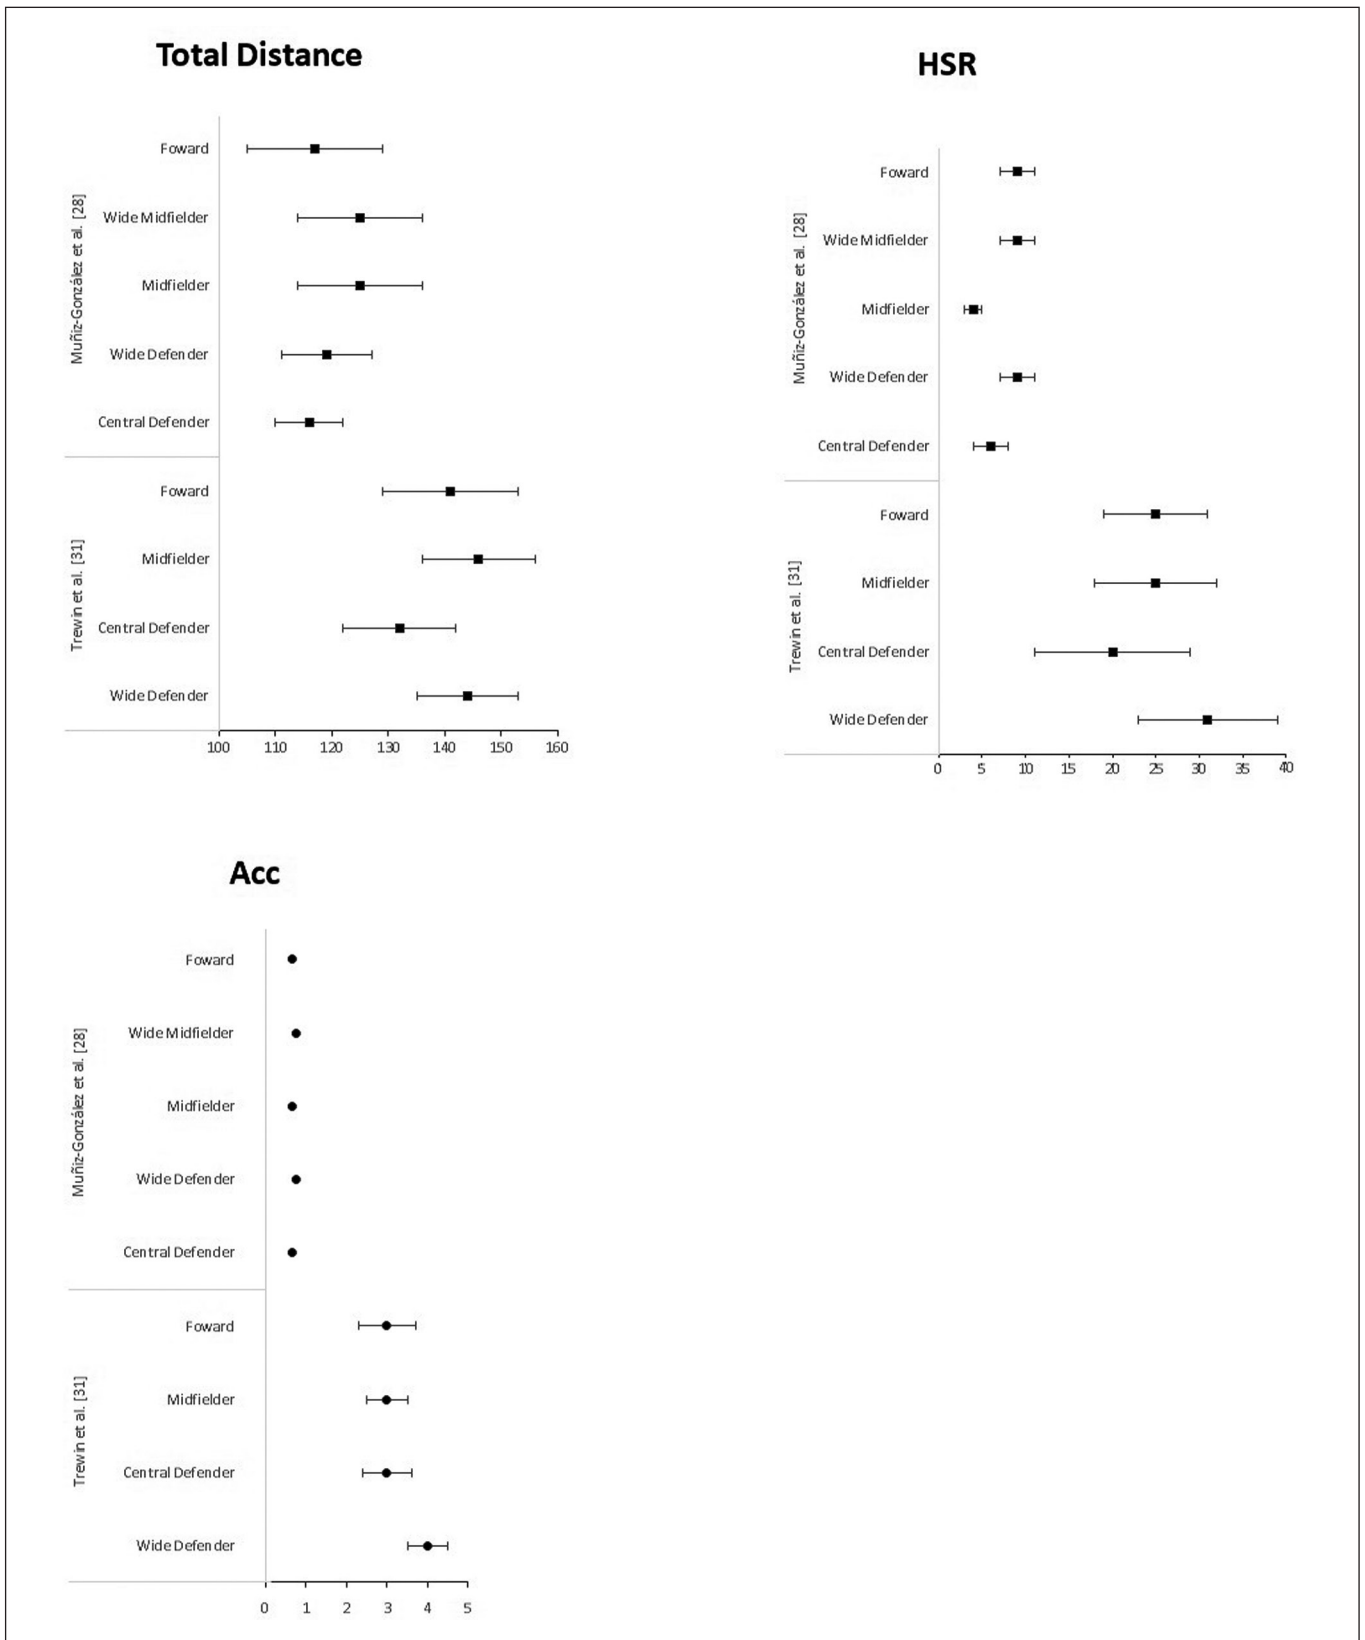 Total Distance
Muñiz-González et al. [28]
Foward
Wide Midfielder
Midfielder
Wide Defender
Central Defender
Trewin et al. [31]
Foward
Midfielder
Central Defender
Wide Defender
100 110 120 130 140 150 160
HSR
Muñiz-González et al. [28]
Foward
Wide Midfielder
Midfielder
Wide Defender
Central Defender
Trewin et al. [31]
Foward
Midfielder
Central Defender
Wide Defender
0 5 10 15 20 25 30 35 40
Acc
Muñiz-González et al. [28]
Foward
Wide Midfielder
Midfielder
Wide Defender
Central Defender
Trewin et al. [31]
Foward
Midfielder
Central Defender
Wide Defender
0 1 2 3 4 5